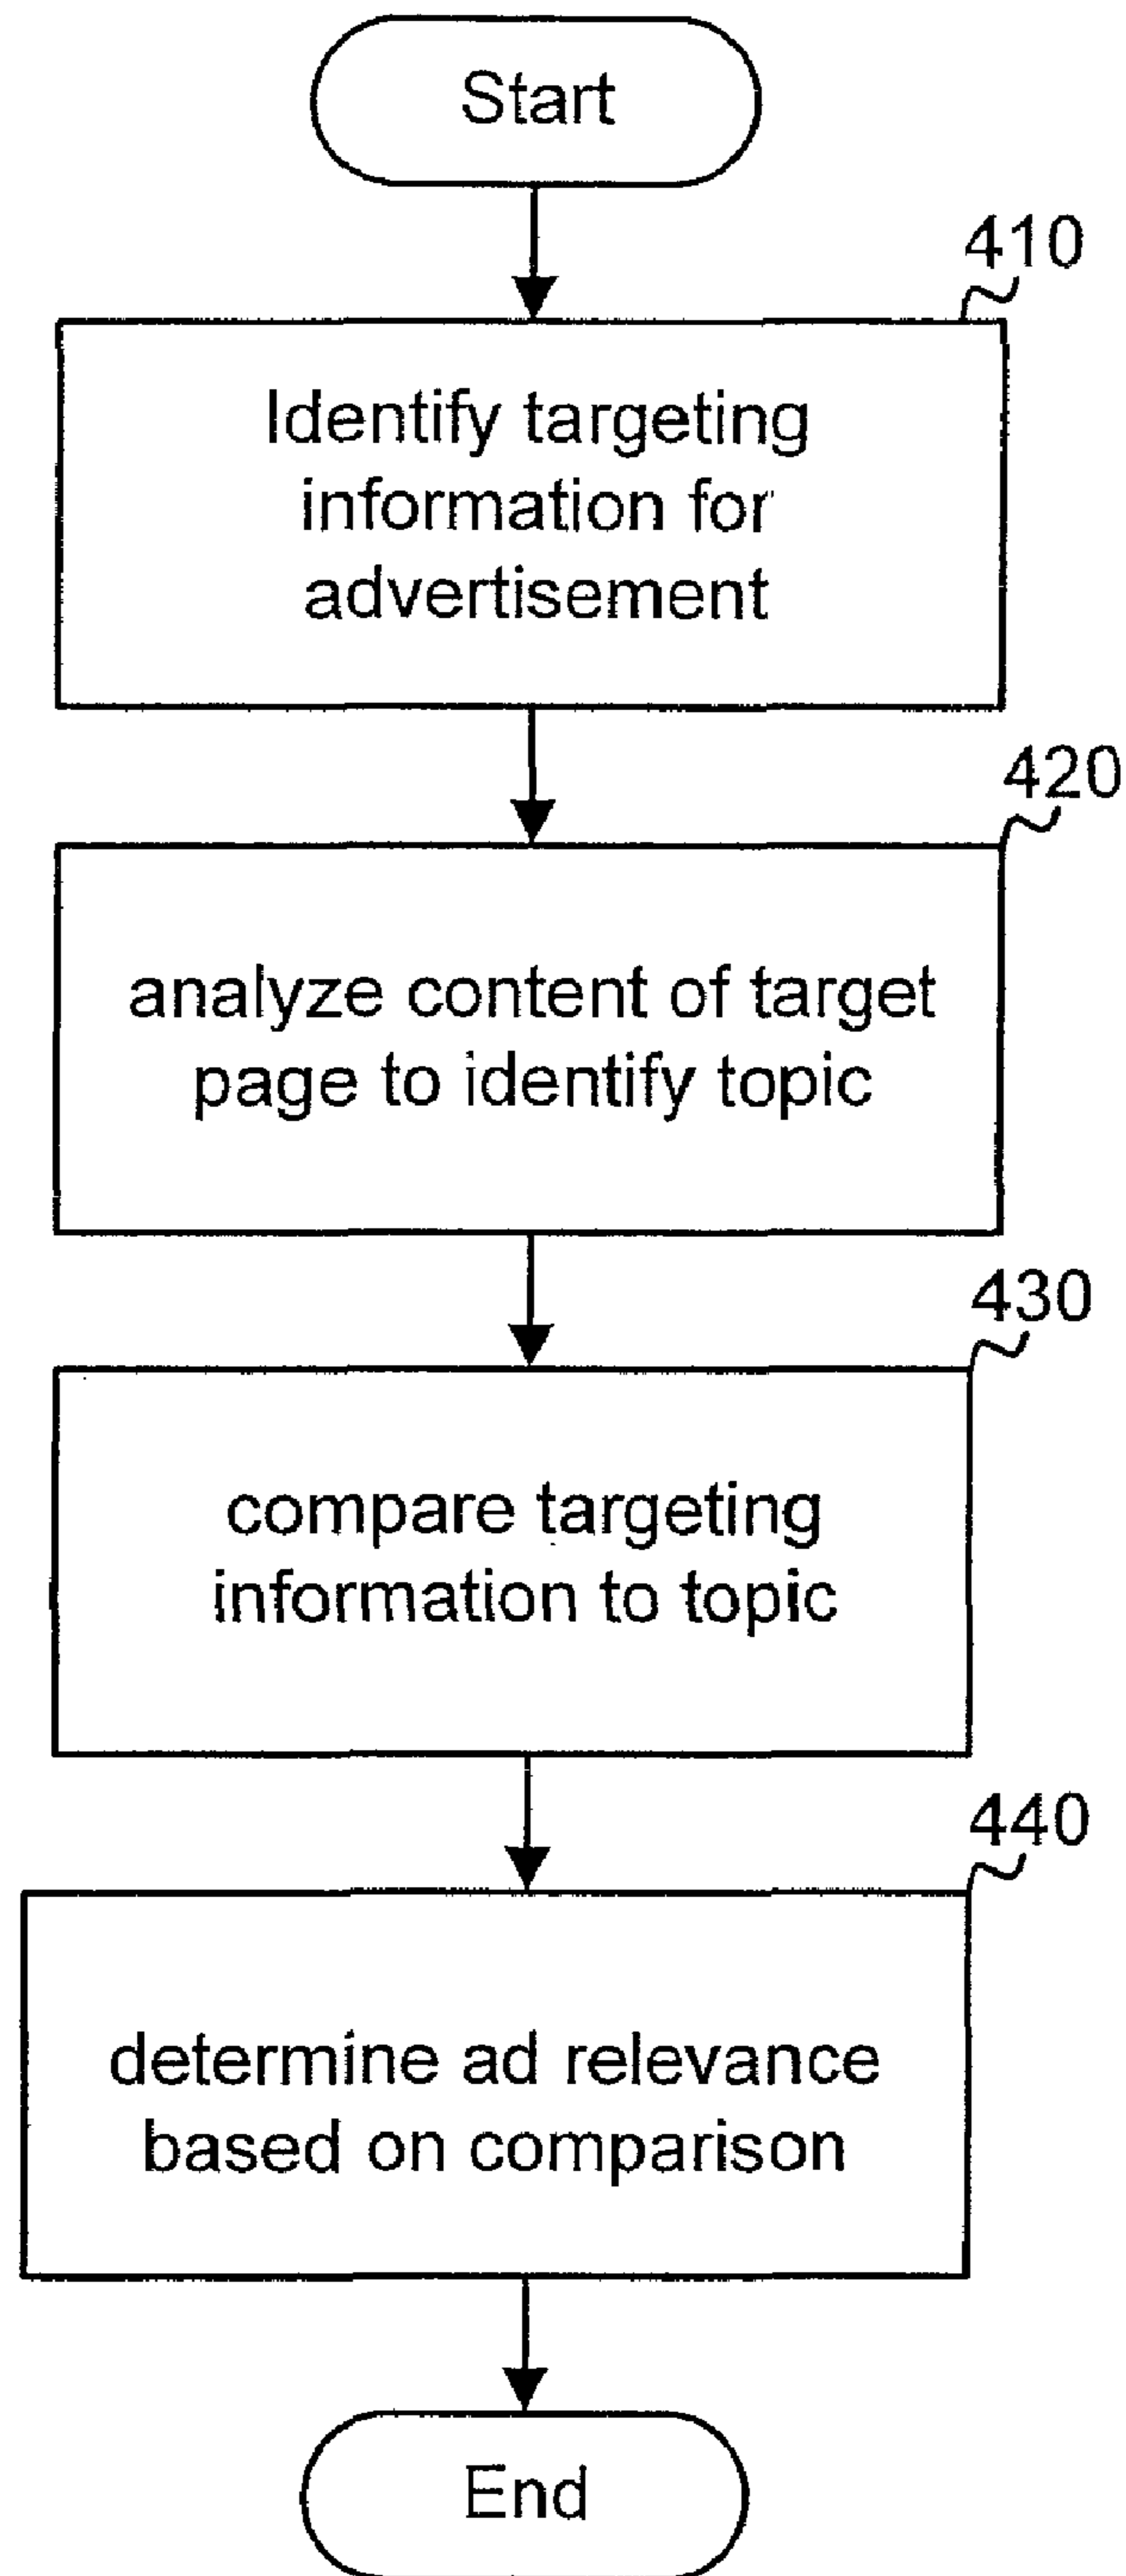 Start
410
Identify targeting
information for
advertisement
420
analyze content of target
page to identify topic
430
compare targeting
information to topic
440
determine ad relevance
based on comparison
End